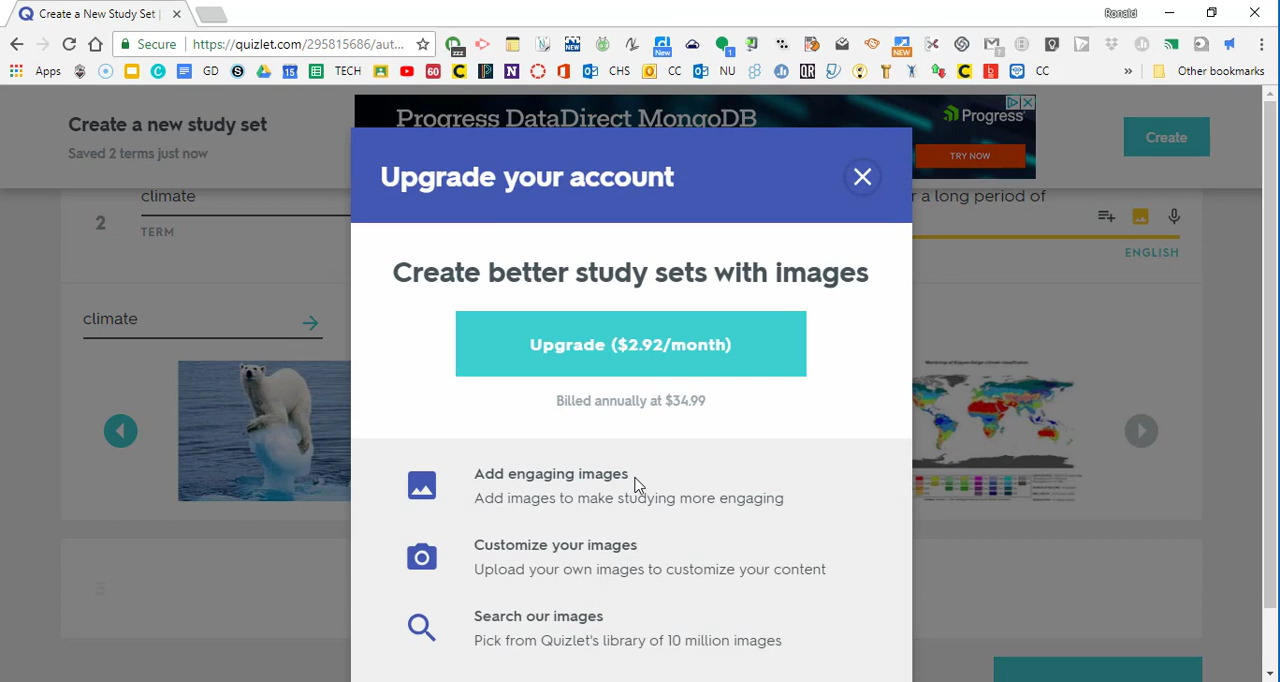 Create a New Study Set |
Ronald
Secure
https://quizlet.com/295815686/aut...
Apps
GD
TECH
CHS
CC
NU
CC
»
Other bookmarks
Create a new study set
Saved 2 terms just now
Progress DataDirect MongoDB
Progress
TRY NOW
Create
Upgrade your account
2
climate
TERM
r a long period of
ENGLISH
Create better study sets with images
Upgrade ($2.92/month)
Billed annually at $34.99
climate
Add engaging images
Add images to make studying more engaging
Customize your images
Upload your own images to customize your content
3
Search our images
Pick from Quizlet's library of 10 million images